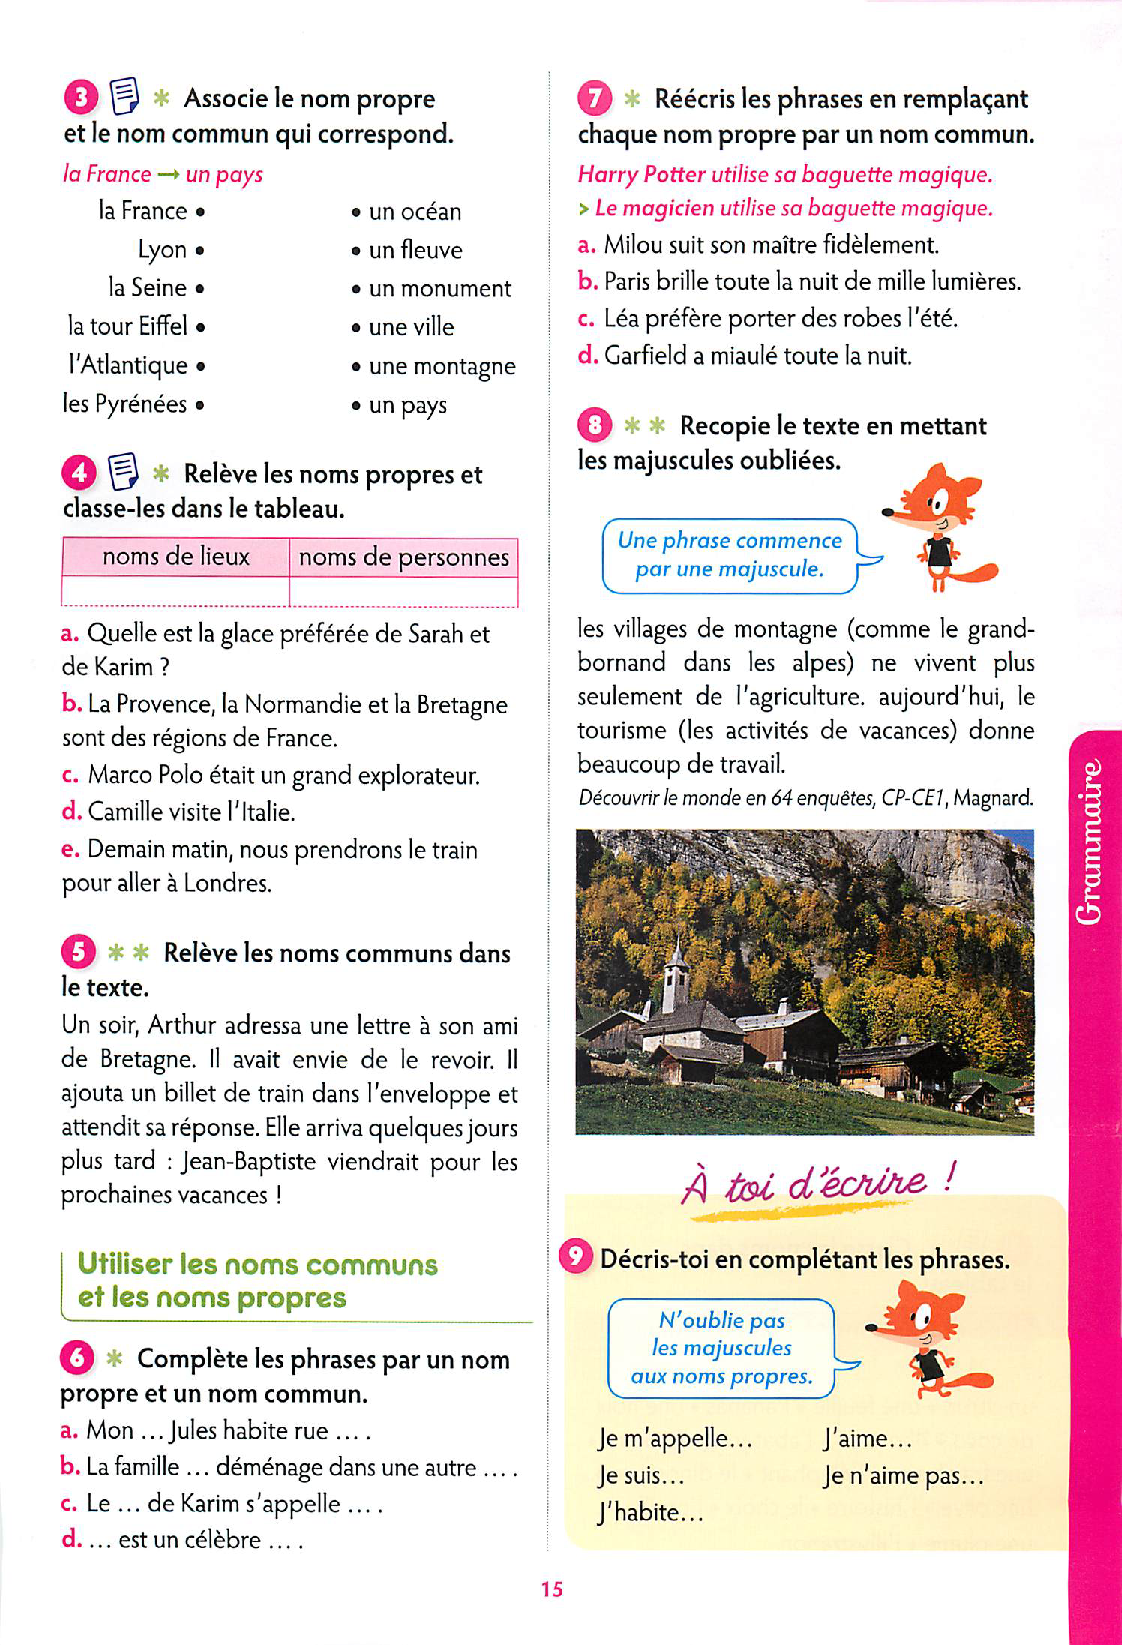 3 * Associe le nom propre
et le nom commun qui correspond.
la France → un pays
la France • • un océan
Lyon • • un fleuve
la Seine • • un monument
la tour Eiffel • • une ville
l'Atlantique • • une montagne
les Pyrénées • • un pays
4 * Relève les noms propres et
classe-les dans le tableau.
noms de lieux noms de personnes
a. Quelle est la glace préférée de Sarah et
de Karim ?
b. La Provence, la Normandie et la Bretagne
sont des régions de France.
c. Marco Polo était un grand explorateur.
d. Camille visite l'Italie.
e. Demain matin, nous prendrons le train
pour aller à Londres.
5 * * Relève les noms communs dans
le texte.
Un soir, Arthur adressa une lettre à son ami
de Bretagne. Il avait envie de le revoir. Il
ajouta un billet de train dans l'enveloppe et
attendit sa réponse. Elle arriva quelques jours
plus tard : Jean-Baptiste viendrait pour les
prochaines vacances !
Utiliser les noms communs
et les noms propres
6 * Complète les phrases par un nom
propre et un nom commun.
a. Mon ... Jules habite rue ... .
b. La famille ... déménage dans une autre ... .
c. Le ... de Karim s'appelle ... .
d. ... est un célèbre ... .
7 * Réécris les phrases en remplaçant
chaque nom propre par un nom commun.
Harry Potter utilise sa baguette magique.
> Le magicien utilise sa baguette magique.
a. Milou suit son maître fidèlement.
b. Paris brille toute la nuit de mille lumières.
c. Léa préfère porter des robes l'été.
d. Garfield a miaulé toute la nuit.
8 * * Recopie le texte en mettant
les majuscules oubliées.
Une phrase commence
par une majuscule.
les villages de montagne (comme le grand-
bornand dans les alpes) ne vivent plus
seulement de l'agriculture. aujourd'hui, le
tourisme (les activités de vacances) donne
beaucoup de travail.
Découvrir le monde en 64 enquêtes, CP-CE1, Magnard.
À toi d'écrire !
9 Décris-toi en complétant les phrases.
N'oublie pas
les majuscules
aux noms propres.
Je m'appelle... J'aime...
Je suis... Je n'aime pas...
J'habite...
Grammaire
15